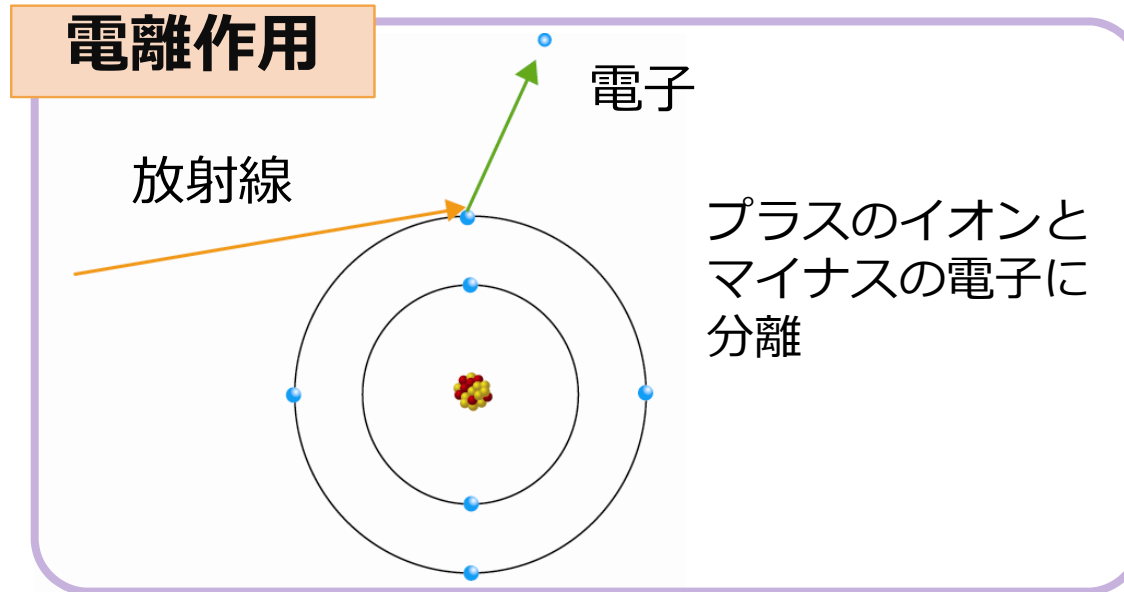 電離作用
電子
放射線
プラスのイオンと
マイナスの電子に
分離